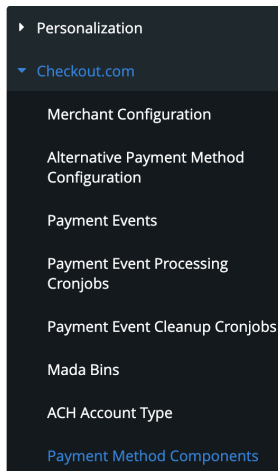 Personalization
Checkout.com
Merchant Configuration
Alternative Payment Method
Configuration
Payment Events
Payment Event Processing
Cronjobs
Payment Event Cleanup Cronjobs
Mada Bins
ACH Account Type
Payment Method Components